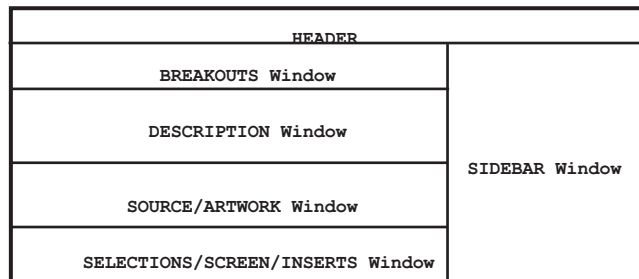 HEADER
BREAKOUTS Window
DESCRIPTION Window
SIDEBAR Window
SOURCE/ARTWORK Window
SELECTIONS/SCREEN/INSERTS Window